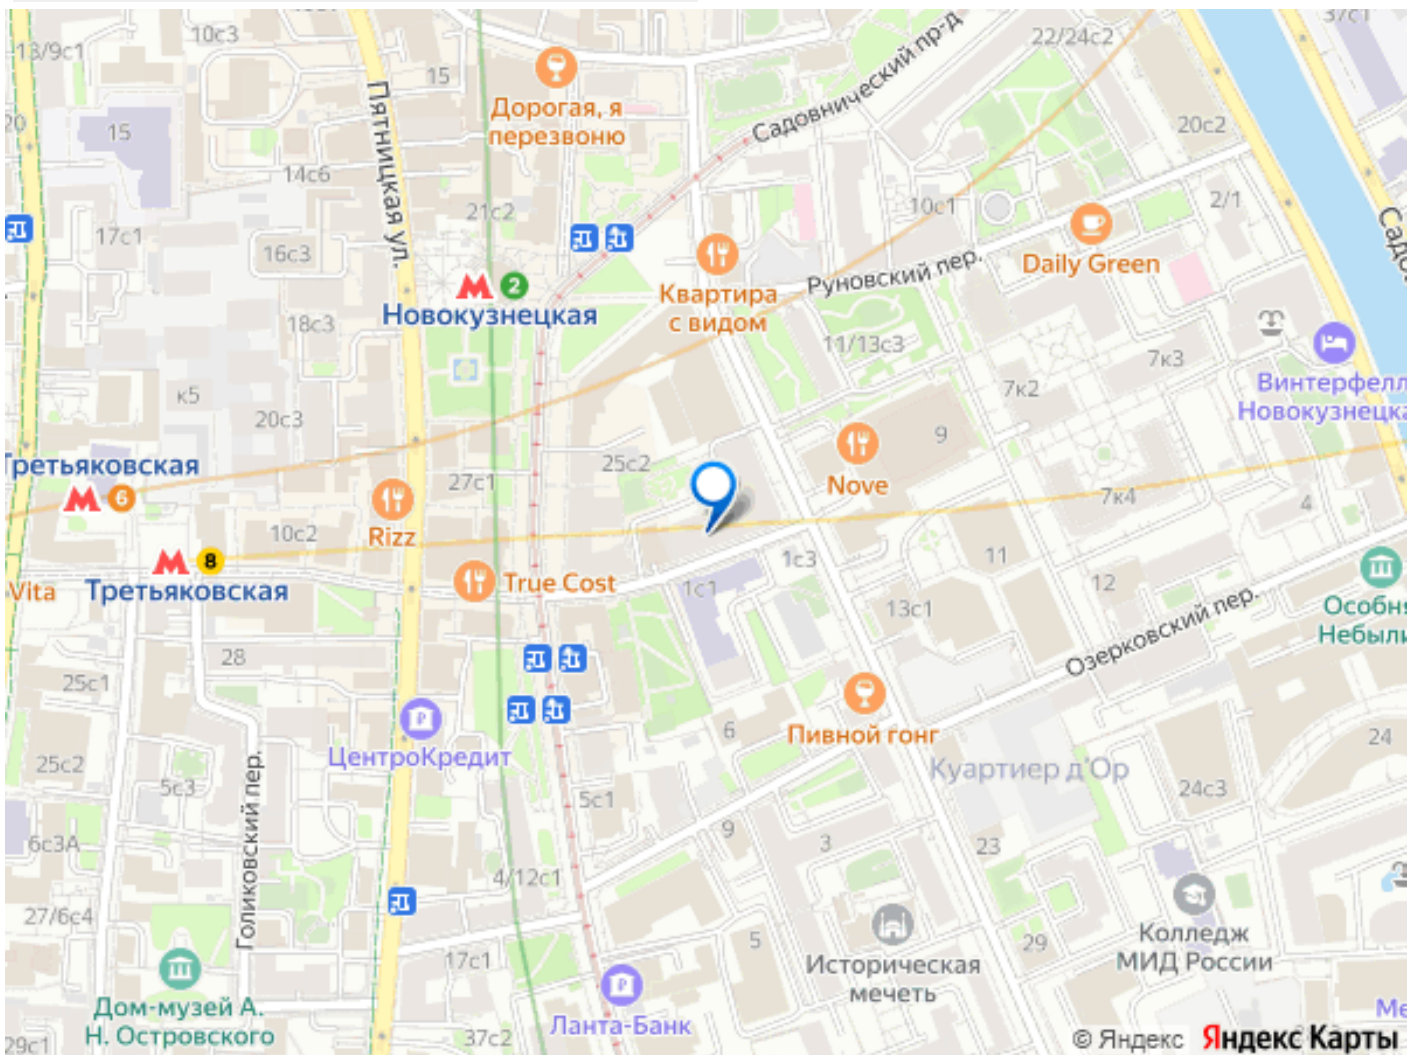 13/9с1
10с3
15
Дорогая, я
перезвоню
Садовнический пр-д
22/24с2
37с1
20
15
Пятницкая ул.
20с2
14с6
21с2
10с1
2/1
17с1
16с3
Руновский пер.
Daily Green
2
Новокузнецкая
Квартира
с видом
18с3
11/13с3
7к3
7к2
Винтерфелл
к5
20с3
9
Третьяковская
6
25с2
27с1
Nove
7к4
4
Rizz
10с2
8
Третьяковская
Vita
True Cost
1с1
1с3
11
12
13с1
Озерковский пер.
28
25с1
ЦентроКредит
6
Пивной гонг
24
Куартиер д'Ор
25с2
5с3
5с1
24с3
Голиковский пер.
6с3А
9
3
23
4/12с1
27/6с4
5
29
Колледж
МИД России
17с1
Историческая
мечеть
Дом-музей А.
Н. Островского
Ланта-Банк
37с2
29с1
© Яндекс Яндекс Карты